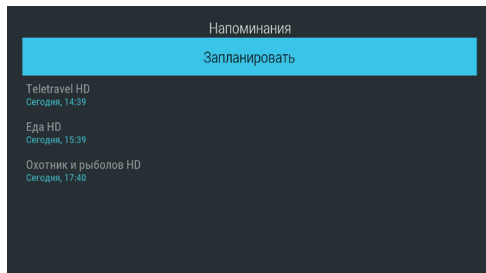 Напоминания
Запланировать
Teletravel HD
Сегодня, 14:39
Еда HD
Сегодня, 15:39
Охотник и рыболов HD
Сегодня, 17:40